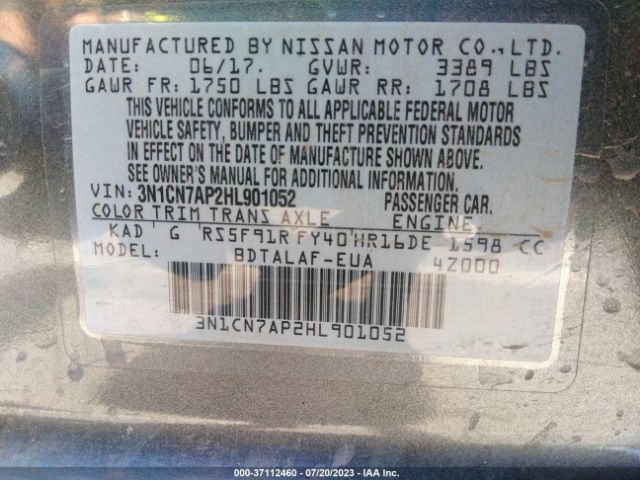 MANUFACTURED BY NISSAN MOTOR CO., LTD.
DATE: 06/17. GVWR: 3389 LBS
GAWR FR: 1750 LBS GAWR RR: 1708 LBS
THIS VEHICLE CONFORMS TO ALL APPLICABLE FEDERAL MOTOR
VEHICLE SAFETY, BUMPER AND THEFT PREVENTION STANDARDS
IN EFFECT ON THE DATE OF MANUFACTURE SHOWN ABOVE.
SEE OWNER'S MANUAL FOR ADDITIONAL INFORMATION.
VIN: 3N1CN7AP2HL901052 PASSENGER CAR.
COLOR TRIM TRANS AXLE ENGINE
KAD G RS5F91R FY40 HR16DE 1598 CC
MODEL: BDTALAF-EUA 4Z000
3N1CN7AP2HL901052
000-37112460 - 07/20/2023 - IAA Inc.